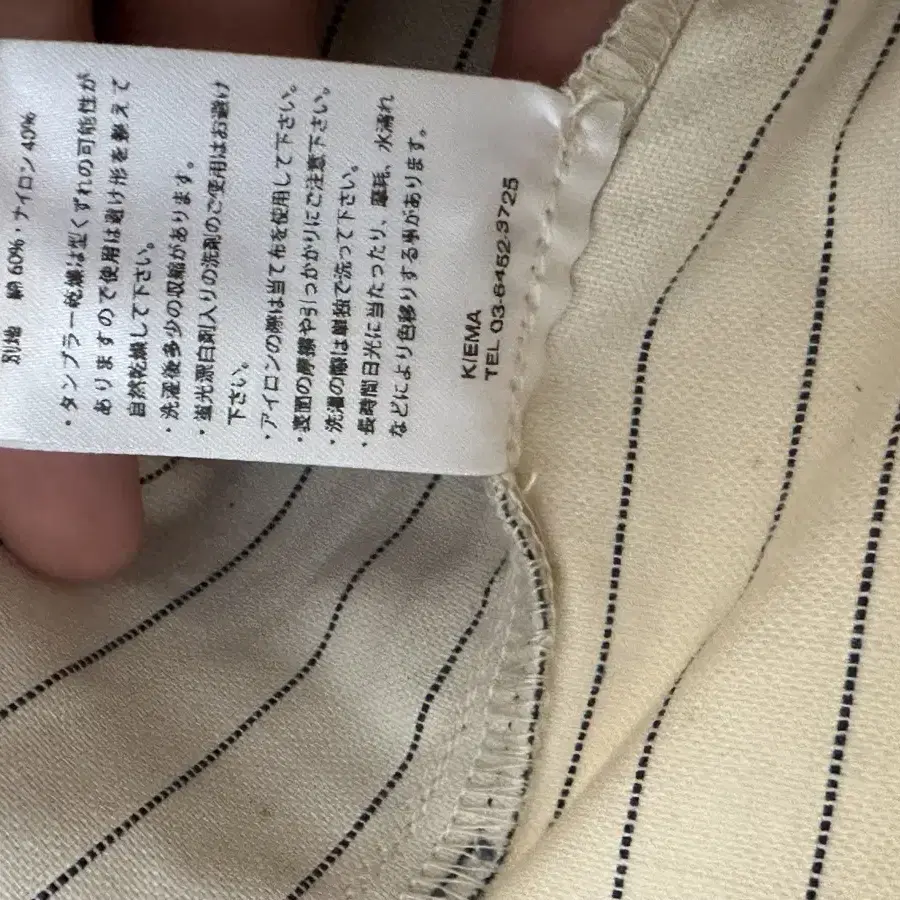 別地 綿 60%・ナイロン 40%
・タンブラー乾燥は型くずれの可能性が
ありますので使用は避け形を整えて
自然乾燥して下さい。
・洗濯後多少の収縮があります。
・蛍光漂白剤入りの洗剤のご使用はお避け
下さい。
・アイロンの際は当て布を使用して下さい。
・表面の摩擦や引っかかりにご注意下さい。
・洗濯の際は単独で洗って下さい。
・長時間日光に当たったり、摩耗、水濡れ
などにより色移りする事があります。
KIEMA
TEL 03-6452-3725